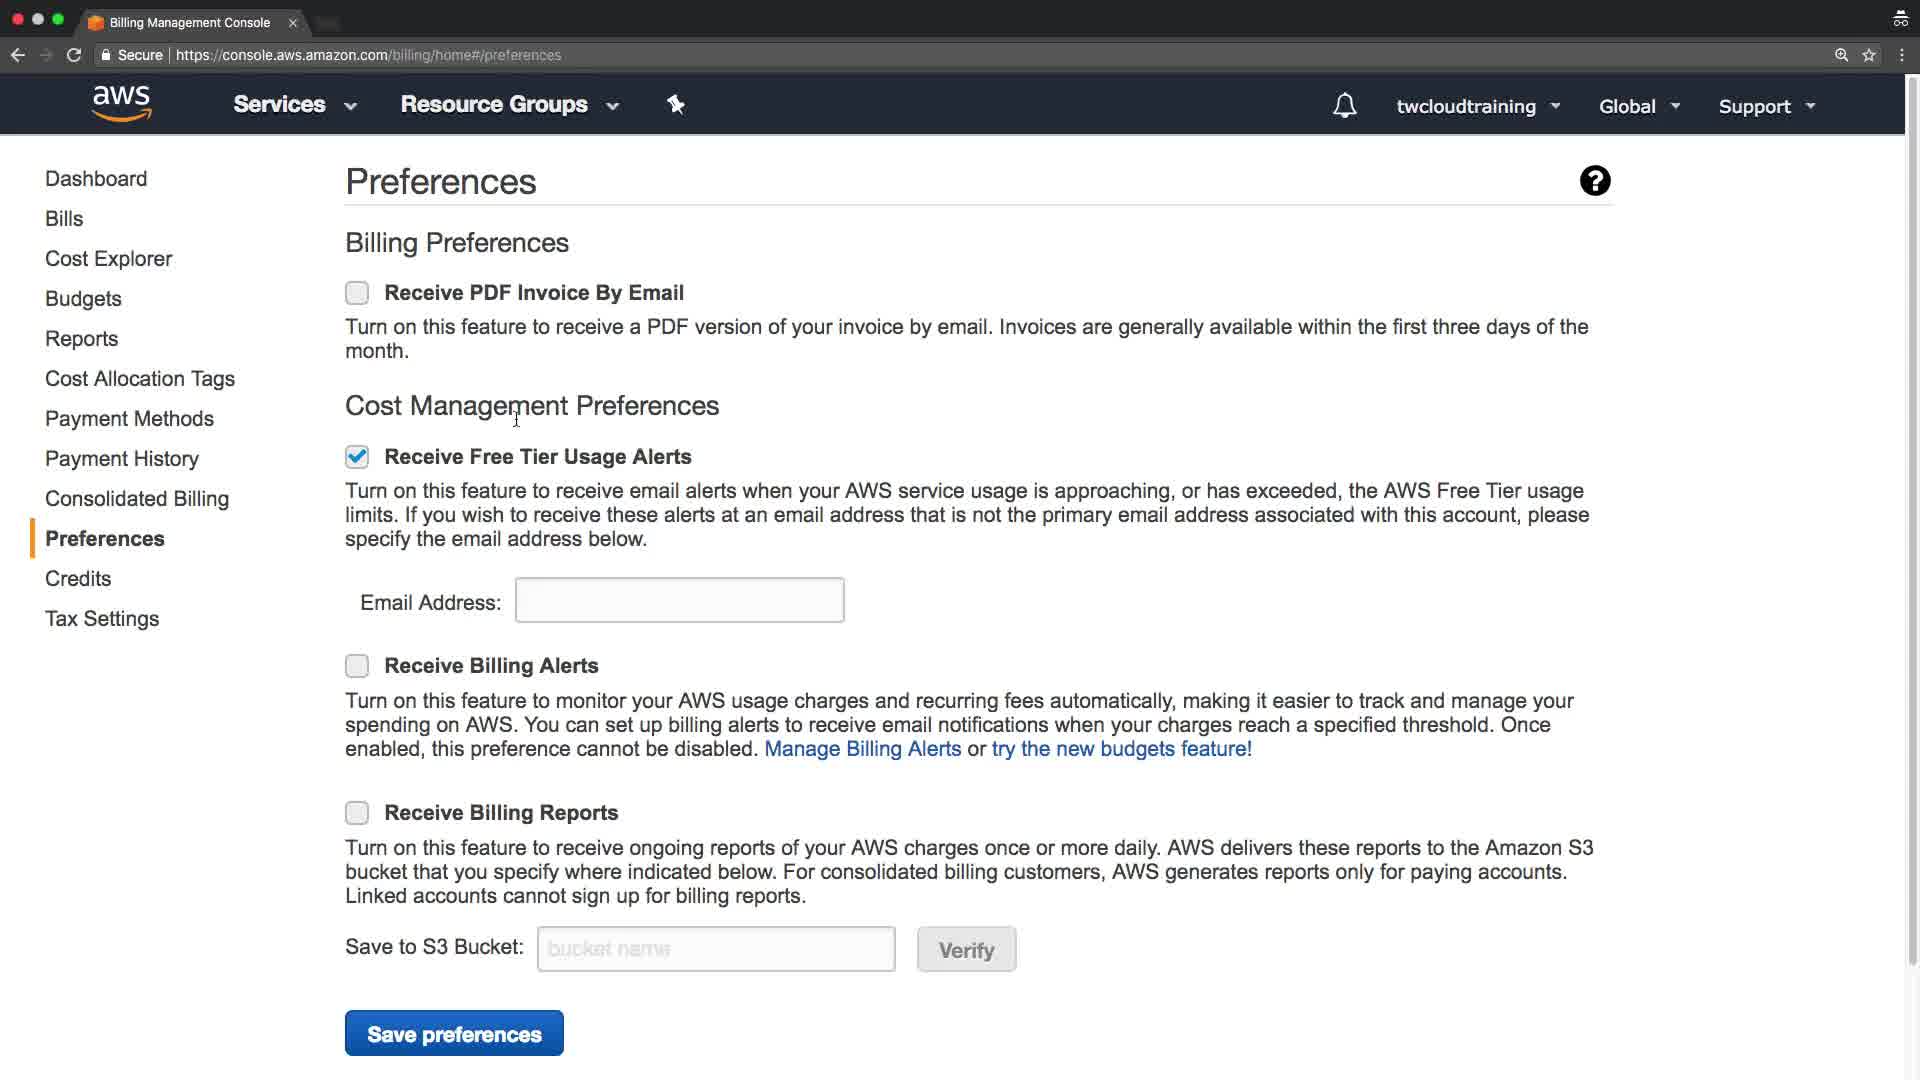 Billing Management Console
Secure
https://console.aws.amazon.com/billing/home#/preferences
aws
Services
Resource Groups
twcloudtraining
Global
Support
Dashboard
Bills
Cost Explorer
Budgets
Reports
Cost Allocation Tags
Payment Methods
Payment History
Consolidated Billing
Preferences
Credits
Tax Settings
Preferences
?
Billing Preferences
Receive PDF Invoice By Email
Turn on this feature to receive a PDF version of your invoice by email. Invoices are generally available within the first three days of the
month.
Cost Management Preferences
Receive Free Tier Usage Alerts
Turn on this feature to receive email alerts when your AWS service usage is approaching, or has exceeded, the AWS Free Tier usage
limits. If you wish to receive these alerts at an email address that is not the primary email address associated with this account, please
specify the email address below.
Email Address:
Receive Billing Alerts
Turn on this feature to monitor your AWS usage charges and recurring fees automatically, making it easier to track and manage your
spending on AWS. You can set up billing alerts to receive email notifications when your charges reach a specified threshold. Once
enabled, this preference cannot be disabled. Manage Billing Alerts or try the new budgets feature!
Receive Billing Reports
Turn on this feature to receive ongoing reports of your AWS charges once or more daily. AWS delivers these reports to the Amazon S3
bucket that you specify where indicated below. For consolidated billing customers, AWS generates reports only for paying accounts.
Linked accounts cannot sign up for billing reports.
Save to S3 Bucket:
bucket name
Verify
Save preferences